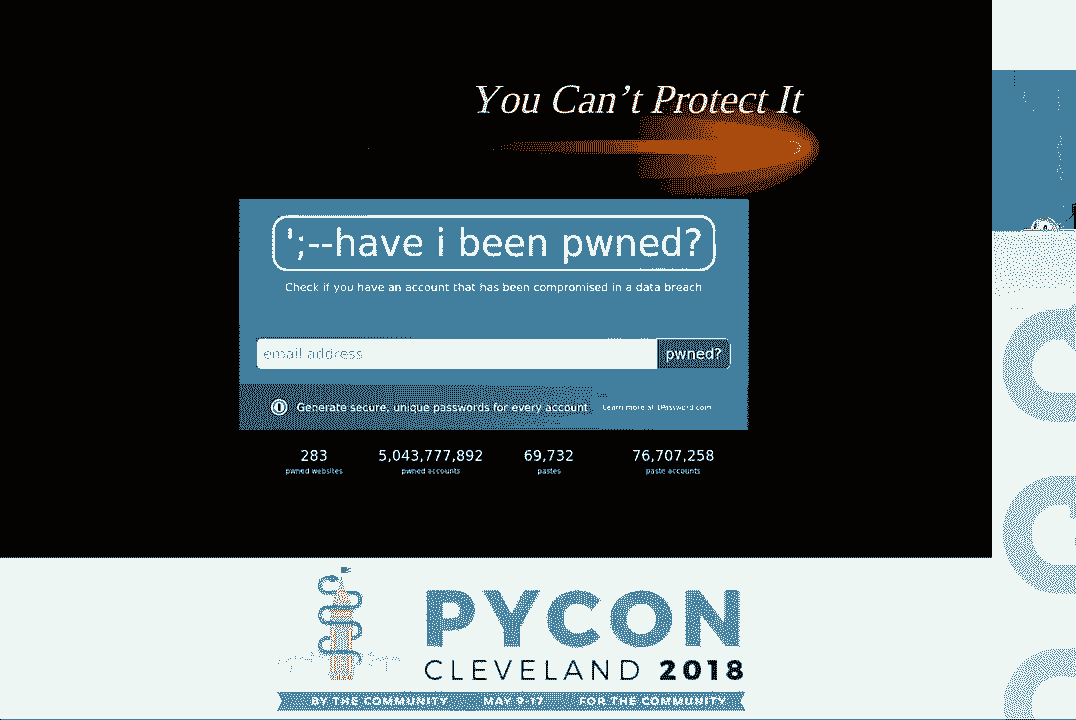 You Can’t Protect It
';--have i been pwned?
Check if you have an account that has been compromised in a data breach
email address
pwned?
Generate secure, unique passwords for every account
Learn more at 1Password.com
283
5,043,777,892
69,732
76,707,258
pwned websites
pwned accounts
pastes
paste accounts
PYCON
CLEVELAND 2018
BY THE COMMUNITY MAY 9-17 FOR THE COMMUNITY